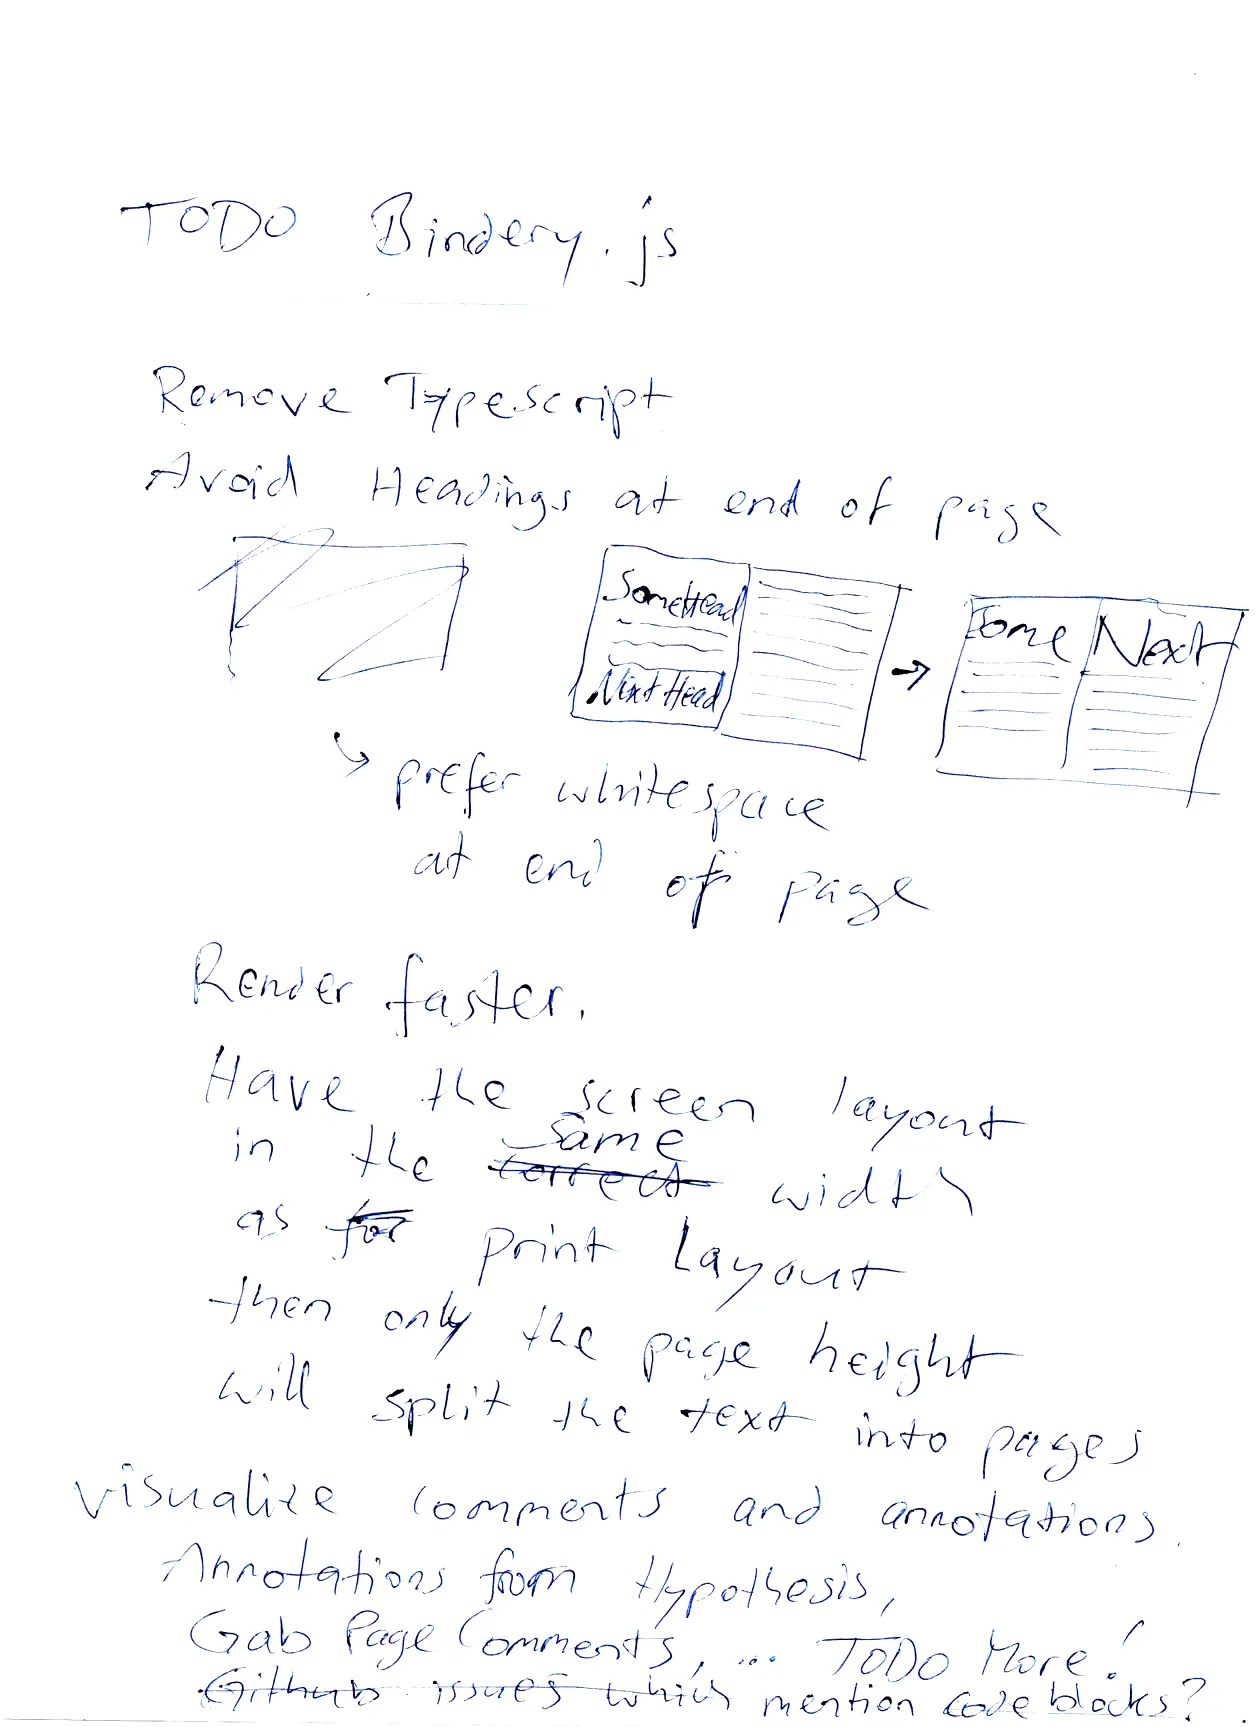 TODO Bindery.js
Remove Typescript
Avoid Headings at end of page
SomeHead
Next Head
→
Some Next
↳ prefer whitespace
at end of page
Render faster.
Have the screen layout
in the correct same width
as for print Layout
then only the page height
will split the text into pages
visualize comments and annotations.
Annotations from Hypothesis,
Gab Page Comments, ... TODO More!
Github issues which mention code blocks?